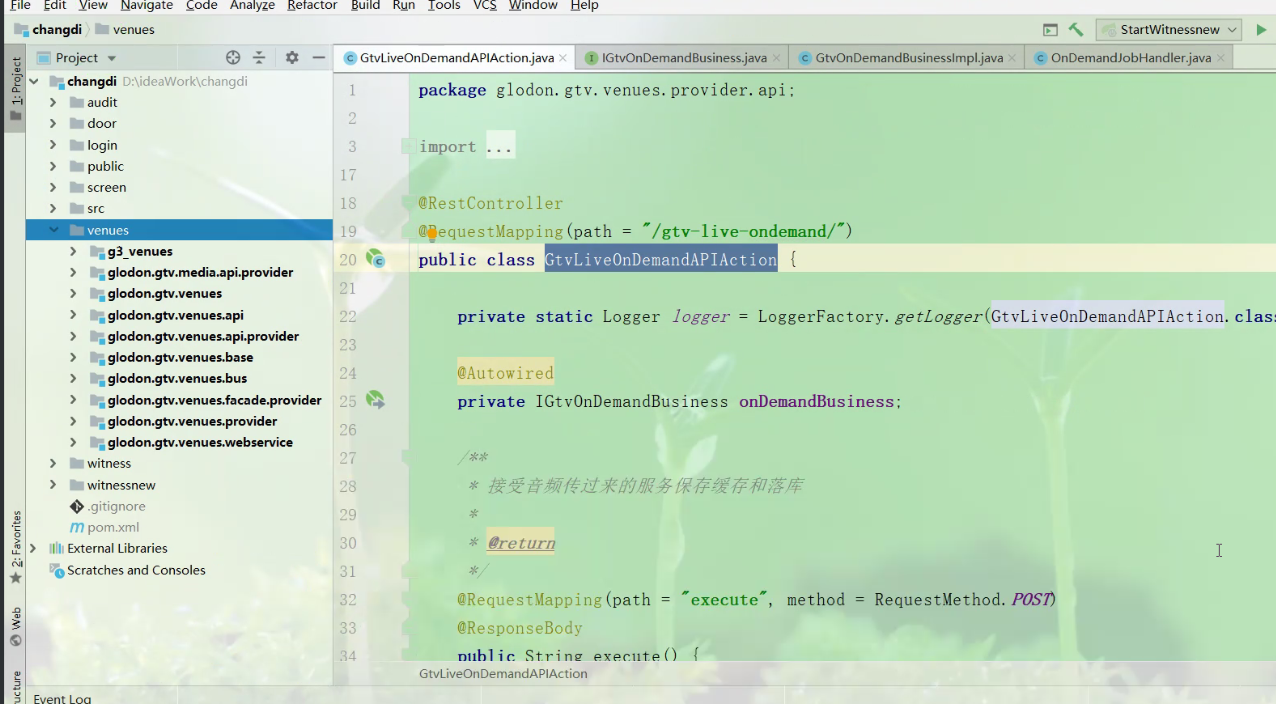 File Edit View Navigate Code Analyze Refactor Build Run Tools VCS Window Help
changdi venues StartWitnessnew
Project
GtvLiveOnDemandAPIAction.java IGtvOnDemandBusiness.java GtvOnDemandBusinessImpl.java OnDemandJobHandler.java
1: Project
changdi D:\ideaWork\changdi
audit
door
login
public
screen
src
venues
g3_venues
glodon.gtv.media.api.provider
glodon.gtv.venues
glodon.gtv.venues.api
glodon.gtv.venues.api.provider
glodon.gtv.venues.base
glodon.gtv.venues.bus
glodon.gtv.venues.facade.provider
glodon.gtv.venues.provider
glodon.gtv.venues.webservice
witness
witnessnew
.gitignore
pom.xml
External Libraries
Scratches and Consoles
2: Favorites
Web
1 package glodon.gtv.venues.provider.api;
2
3 import ...
17
18 @RestController
19 @RequestMapping(path = "/gtv-live-ondemand/")
20 public class GtvLiveOnDemandAPIAction {
21
22 private static Logger logger = LoggerFactory.getLogger(GtvLiveOnDemandAPIAction.class
23
24 @Autowired
25 private IGtvOnDemandBusiness onDemandBusiness;
26
27 /**
28 * 接受音频传过来的服务保存缓存和落库
29 *
30 * @return
31 */
32 @RequestMapping(path = "execute", method = RequestMethod.POST)
33 @ResponseBody
34 public String execute() {
GtvLiveOnDemandAPIAction
Event Log